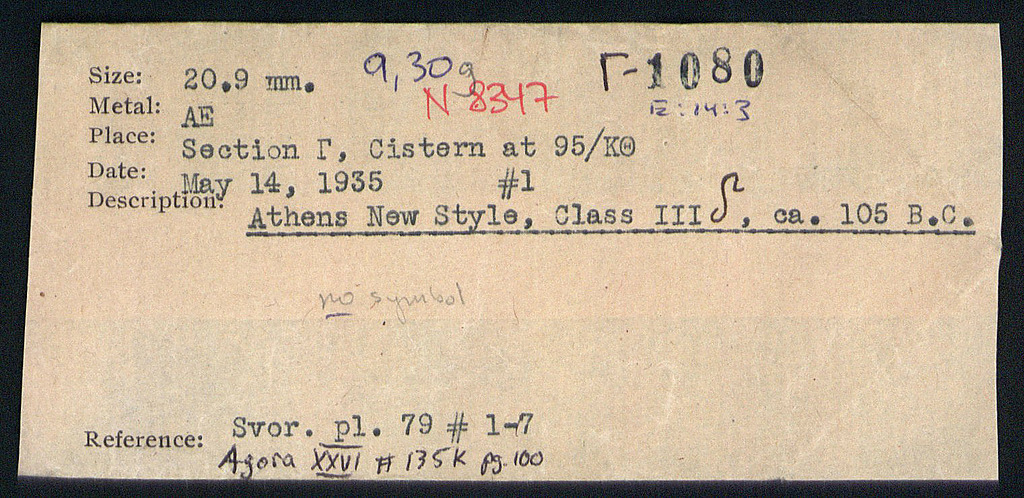 Size: 20.9 mm. 9,30g Γ-1080
Metal: AE N 8347 E:14:3
Place: Section Γ, Cistern at 95/ΚΘ
Date: May 14, 1935 #1
Description: Athens New Style, Class III, ca. 105 B.C.
no symbol
Reference: Svor. pl. 79 # 1-7
Agora XXVI # 135k pg. 100